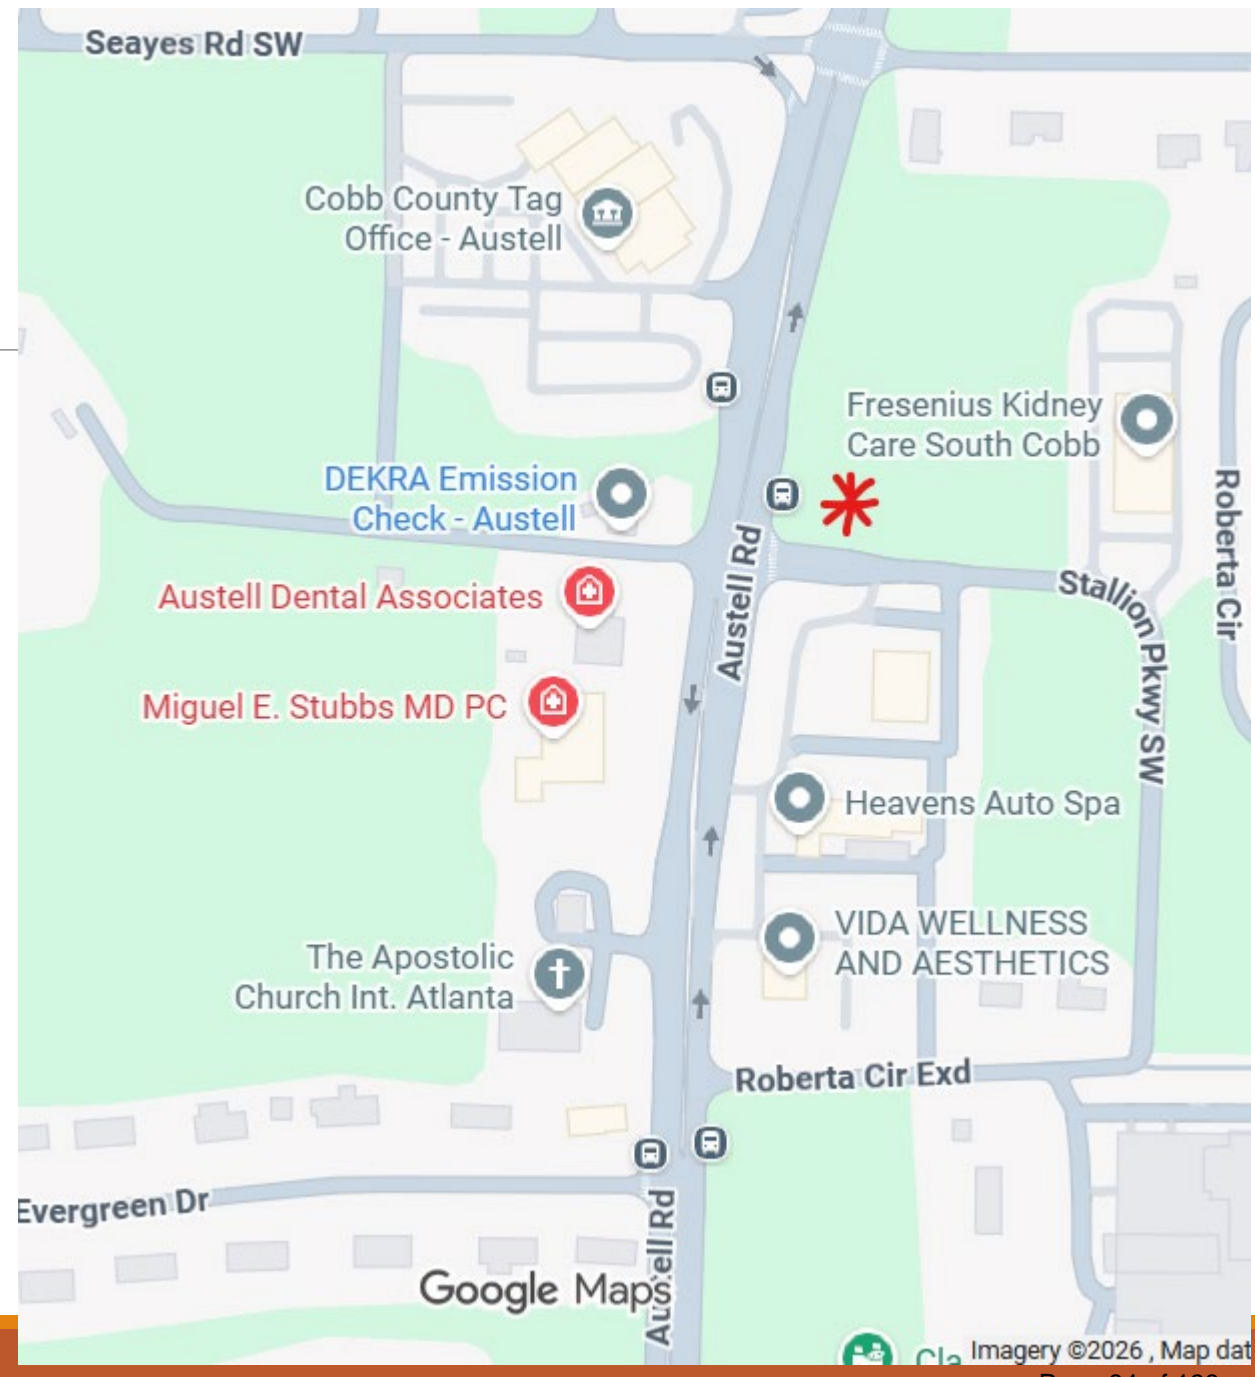 Seayes Rd SW
Cobb County Tag
Office - Austell
Fresenius Kidney
Care South Cobb
DEKRA Emission
Check - Austell
Roberta Cir
Austell Rd
Stallion Pkwy SW
Austell Dental Associates
Miguel E. Stubbs MD PC
Heavens Auto Spa
VIDA WELLNESS
AND AESTHETICS
The Apostolic
Church Int. Atlanta
Roberta Cir Exd
Evergreen Dr
Austell Rd
Google Maps
Imagery ©2026 , Map dat